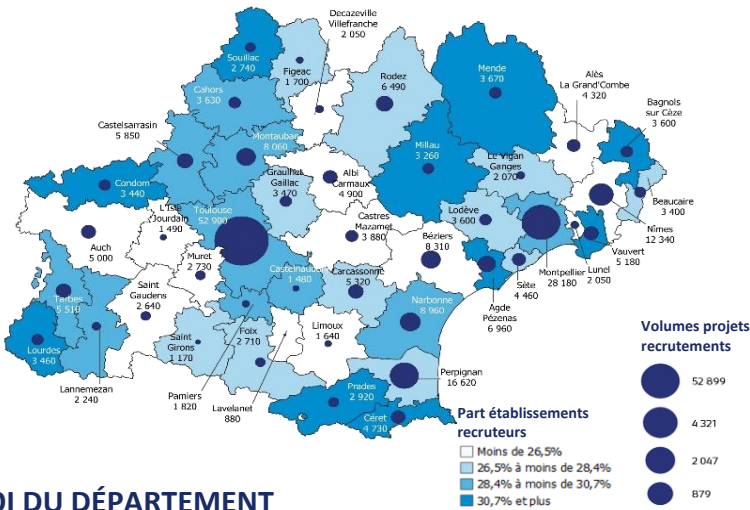 Decazeville
Villefranche
2 050
Souillac
2 740
Figeac
1 700
Rodez
6 490
Mende
3 670
Alès
La Grand'Combe
4 320
Bagnols
sur Cèze
3 600
Cahors
3 630
Castelsarrasin
5 850
Montauban
8 060
Millau
3 260
Le Vigan
Ganges
2 070
Condom
3 440
Graulhet
Gaillac
3 470
Albi
Carmaux
4 900
Beaucaire
3 400
L'Isle
Jourdain
1 490
Toulouse
52 900
Lodève
3 600
Nîmes
12 340
Castres
Mazamet
3 880
Auch
5 000
Béziers
8 310
Vauvert
5 180
Muret
2 730
Castelnaudary
1 480
Carcassonne
5 320
Lunel
2 050
Montpellier
28 180
Sète
4 460
Saint
Gaudens
2 640
Tarbes
5 510
Agde
Pézenas
6 960
Narbonne
8 960
Limoux
1 640
Foix
2 710
Saint
Girons
1 170
Lourdes
3 460
Perpignan
16 620
Lannemezan
2 240
Pamiers
1 820
Lavelanet
880
Prades
2 920
Céret
4 730
Volumes projets
recrutements
52 899
4 321
2 047
879
Part établissements
recruteurs
Moins de 26,5%
26,5% à moins de 28,4%
28,4% à moins de 30,7%
30,7% et plus
OI DU DÉPARTEMENT